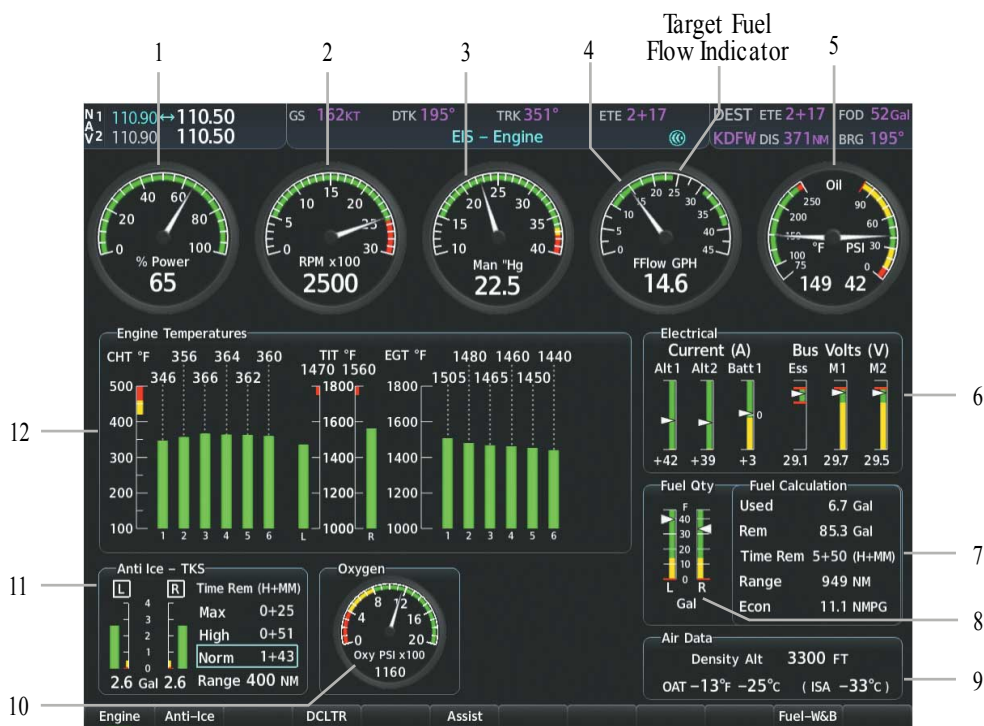 Target Fuel
Flow Indicator
1 2 3 4 5
NAV
1 110.90 ↔ 110.50
2 110.90 110.50
GS 162KT DTK 195° TRK 351° ETE 2+17
EIS – Engine
DEST ETE 2+17 FOD 52Gal
KDFW DIS 371NM BRG 195°
0 20 40 60 80 100
% Power
65
0 5 10 15 20 25 30
RPM x100
2500
10 15 20 25 30 35 40
Man "Hg
22.5
0 5 10 15 20 25 30 35 40 45
FFlow GPH
14.6
Oil
75 100 150 200 250
°F
149
90 60 30 0
PSI
42
Engine Temperatures
CHT °F
346 356 366 364 362 360
500
400
300
200
100
1 2 3 4 5 6
TIT °F
1470 1560
1800 1800
1600 1600
1400 1400
1200 1200
1000 1000
L R
EGT °F
1505 1480 1465 1460 1450 1440
1 2 3 4 5 6
Electrical
Current (A) Bus Volts (V)
Alt1 Alt2 Batt1 Ess M1 M2
0
+42 +39 +3 29.1 29.7 29.5
6
12
Fuel Qty
F
40
30
20
10
0
L R
Gal
Fuel Calculation
Used 6.7 Gal
Rem 85.3 Gal
Time Rem 5+50 (H+MM)
Range 949 NM
Econ 11.1 NMPG
7
8
11
Anti Ice – TKS
L R Time Rem (H+MM)
4
3
2
1
0
Max 0+25
High 0+51
Norm 1+43
2.6 Gal 2.6 Range 400 NM
Oxygen
0 4 8 12 16 20
Oxy PSI x100
1160
Air Data
Density Alt 3300 FT
OAT –13°F –25°C (ISA –33°C)
9
10
Engine Anti–Ice DCLTR Assist Fuel–W&B